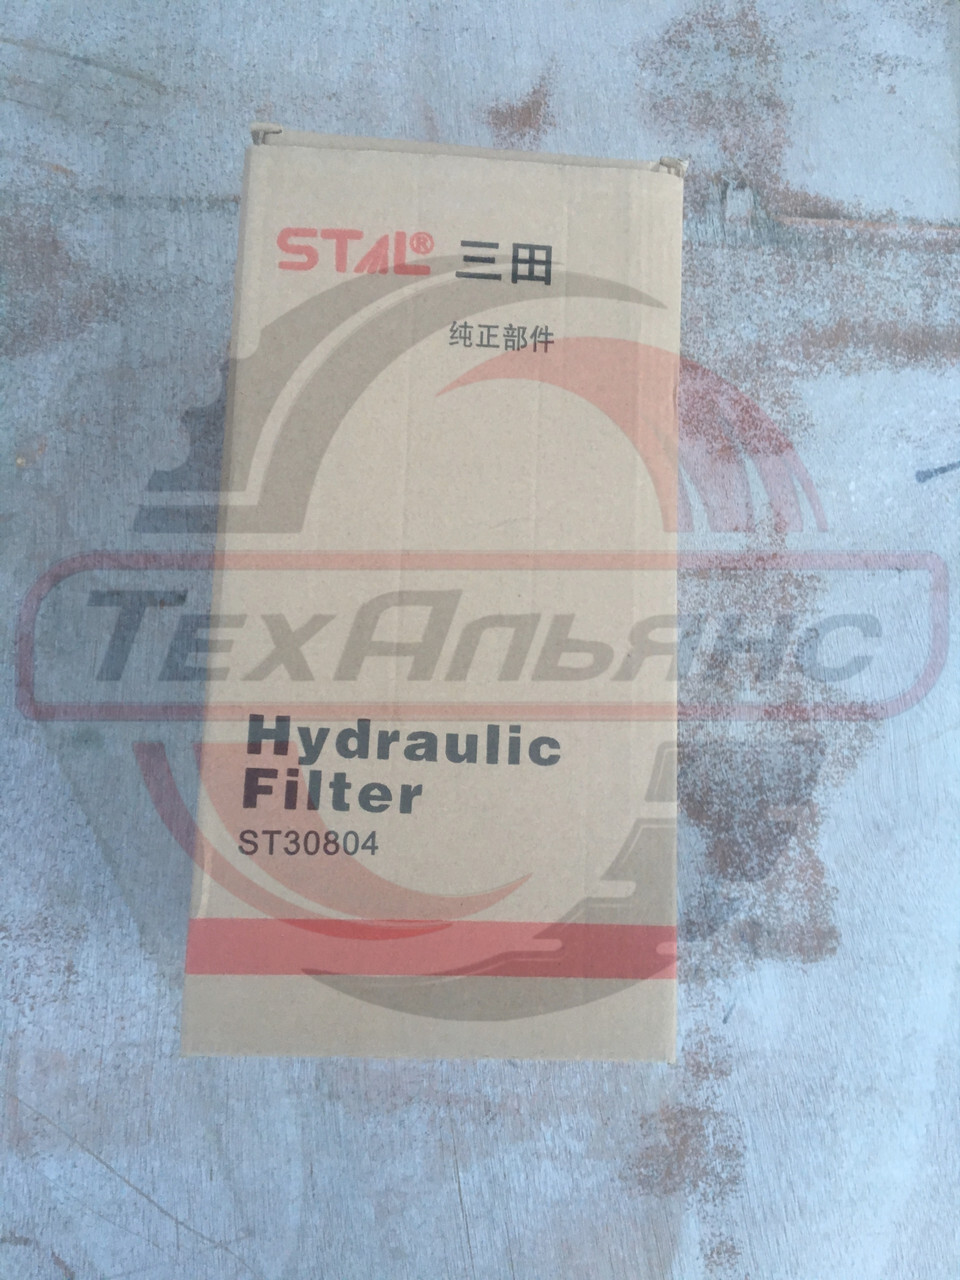 STAL® 三田
纯正部件
ТехАльянс
Hydraulic
Filter
ST30804